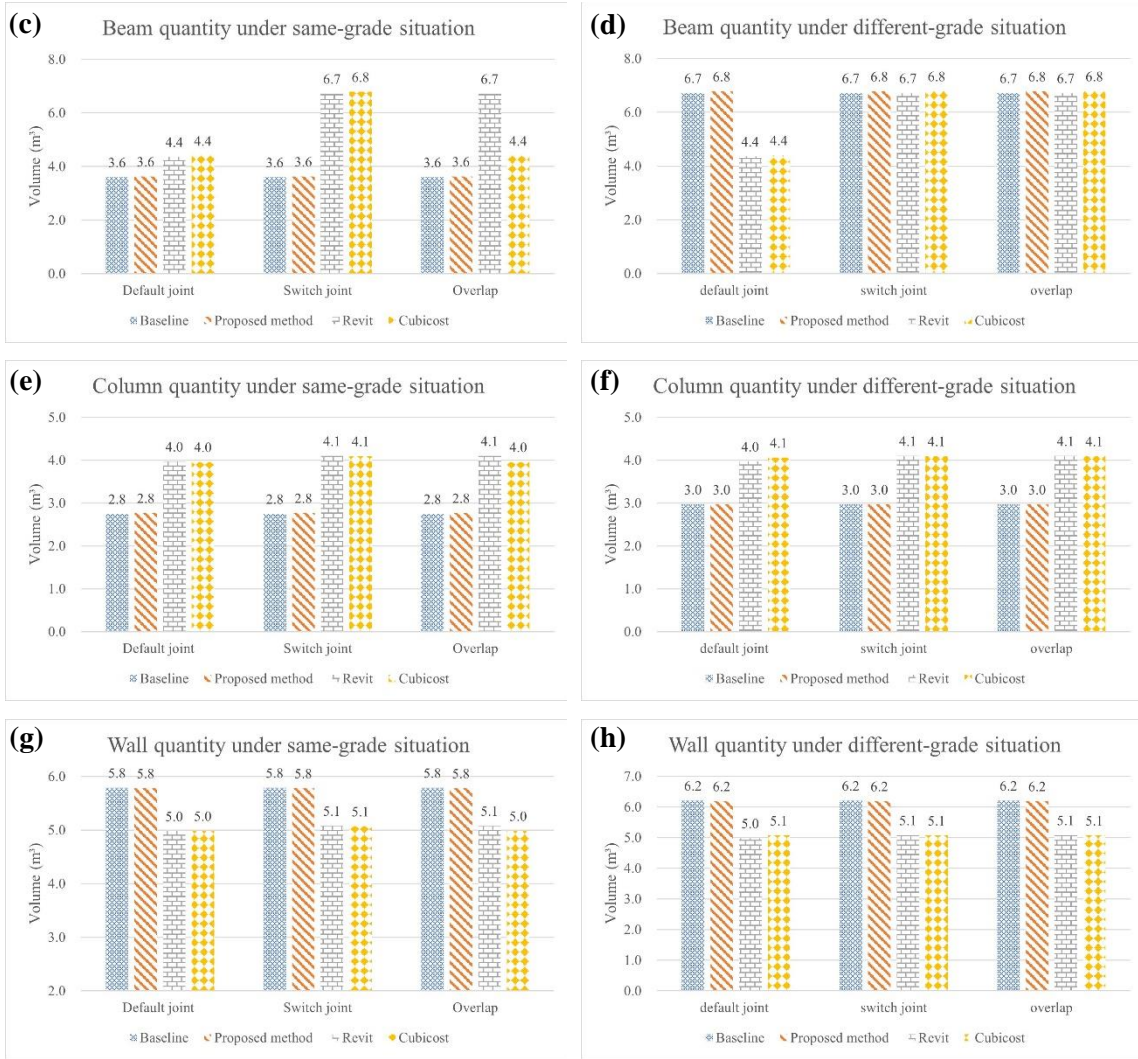 (c)
Beam quantity under same-grade situation
Volume (m³)
8.0
6.0
4.0
2.0
0.0
3.6 3.6 4.4 4.4
3.6 3.6 6.7 6.8
3.6 3.6 6.7 4.4
Default joint Switch joint Overlap
Baseline Proposed method Revit Cubicost
(d)
Beam quantity under different-grade situation
Volume (m³)
8.0
6.0
4.0
2.0
0.0
6.7 6.8 4.4 4.4
6.7 6.8 6.7 6.8
6.7 6.8 6.7 6.8
default joint switch joint overlap
Baseline Proposed method Revit Cubicost
(e)
Column quantity under same-grade situation
Volume (m³)
5.0
4.0
3.0
2.0
1.0
0.0
2.8 2.8 4.0 4.0
2.8 2.8 4.1 4.1
2.8 2.8 4.1 4.0
Default joint Switch joint Overlap
Baseline Proposed method Revit Cubicost
(f)
Column quantity under different-grade situation
Volume (m³)
5.0
4.0
3.0
2.0
1.0
0.0
3.0 3.0 4.0 4.1
3.0 3.0 4.1 4.1
3.0 3.0 4.1 4.1
default joint switch joint overlap
Baseline Proposed method Revit Cubicost
(g)
Wall quantity under same-grade situation
Volume (m³)
6.0
5.0
4.0
3.0
2.0
5.8 5.8 5.0 5.0
5.8 5.8 5.1 5.1
5.8 5.8 5.1 5.0
Default joint Switch joint Overlap
Baseline Proposed method Revit Cubicost
(h)
Wall quantity under different-grade situation
Volume (m³)
7.0
6.0
5.0
4.0
3.0
2.0
1.0
0.0
6.2 6.2 5.0 5.1
6.2 6.2 5.1 5.1
6.2 6.2 5.1 5.1
default joint switch joint overlap
Baseline Proposed method Revit Cubicost